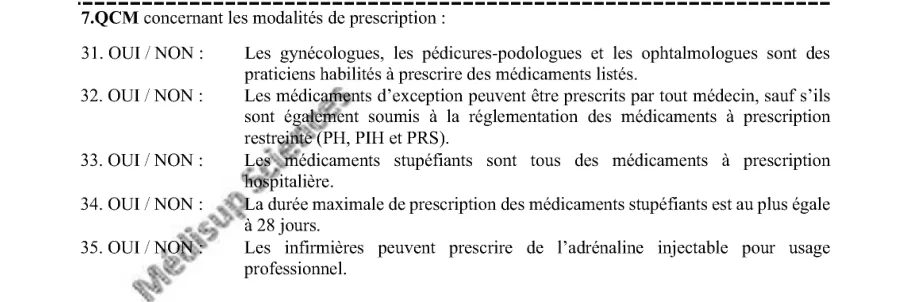 7.QCM concernant les modalités de prescription :
31. OUI / NON : Les gynécologues, les pédicures-podologues et les ophtalmologues sont des
praticiens habilités à prescrire des médicaments listés.
32. OUI / NON : Les médicaments d’exception peuvent être prescrits par tout médecin, sauf s’ils
sont également soumis à la réglementation des médicaments à prescription
restreinte (PH, PIH et PRS).
33. OUI / NON : Les médicaments stupéfiants sont tous des médicaments à prescription
hospitalière.
34. OUI / NON : La durée maximale de prescription des médicaments stupéfiants est au plus égale
à 28 jours.
35. OUI / NON : Les infirmières peuvent prescrire de l’adrénaline injectable pour usage
professionnel.
Médisup Sciences